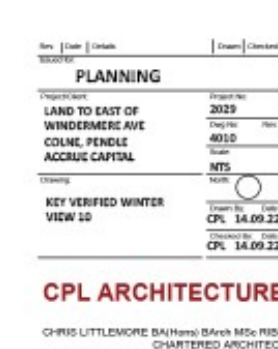 Rev | Date | Details | Drawn | Checked
Issued for:
PLANNING
Project/Client:
LAND TO EAST OF
WINDERMERE AVE
COLNE, PENDLE
ACCRUE CAPITAL
Project No:
2029
Dwg No: Rev:
4010
Scale:
NTS
Drawing:
KEY VERIFIED WINTER
VIEW 10
North:
Drawn By: Date
CPL 14.09.22
Checked By: Date
CPL 14.09.22
CPL ARCHITECTURE
CHRIS LITTLEMORE BA(Hons) BArch MSc RIB
CHARTERED ARCHITEC